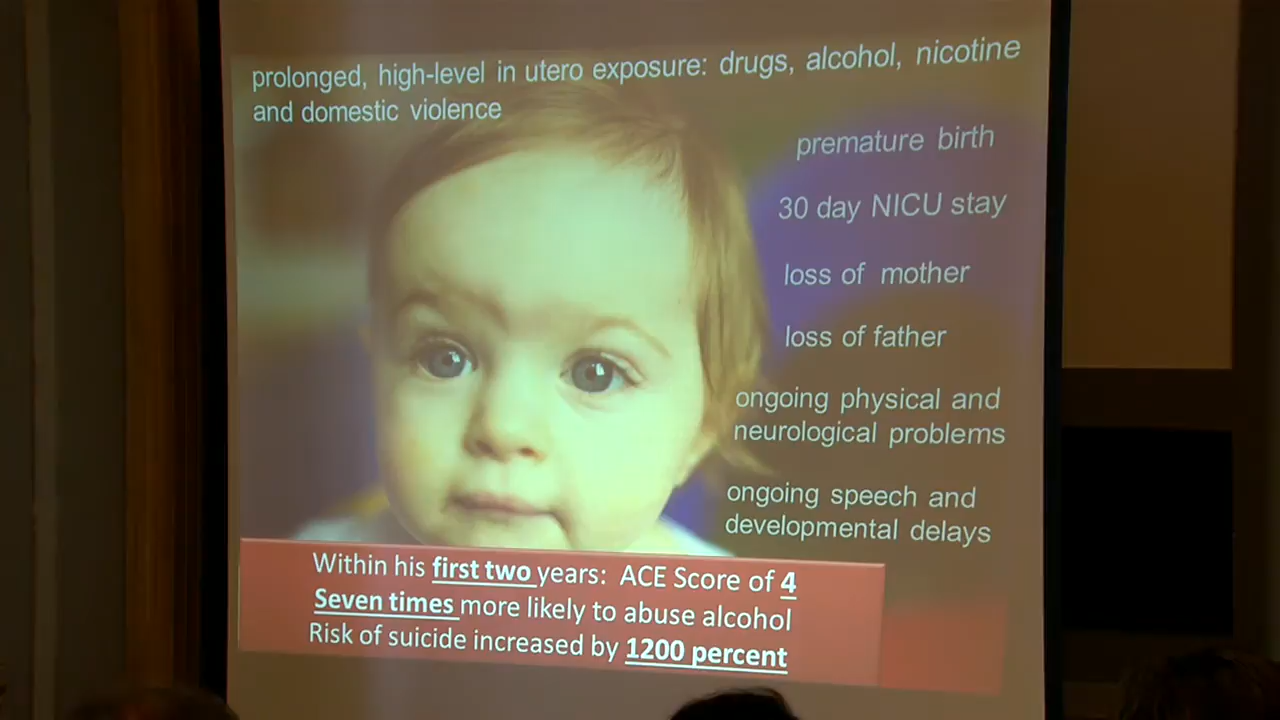 prolonged, high-level in utero exposure: drugs, alcohol, nicotine
and domestic violence
premature birth
30 day NICU stay
loss of mother
loss of father
ongoing physical and
neurological problems
ongoing speech and
developmental delays
Within his first two years: ACE Score of 4
Seven times more likely to abuse alcohol
Risk of suicide increased by 1200 percent